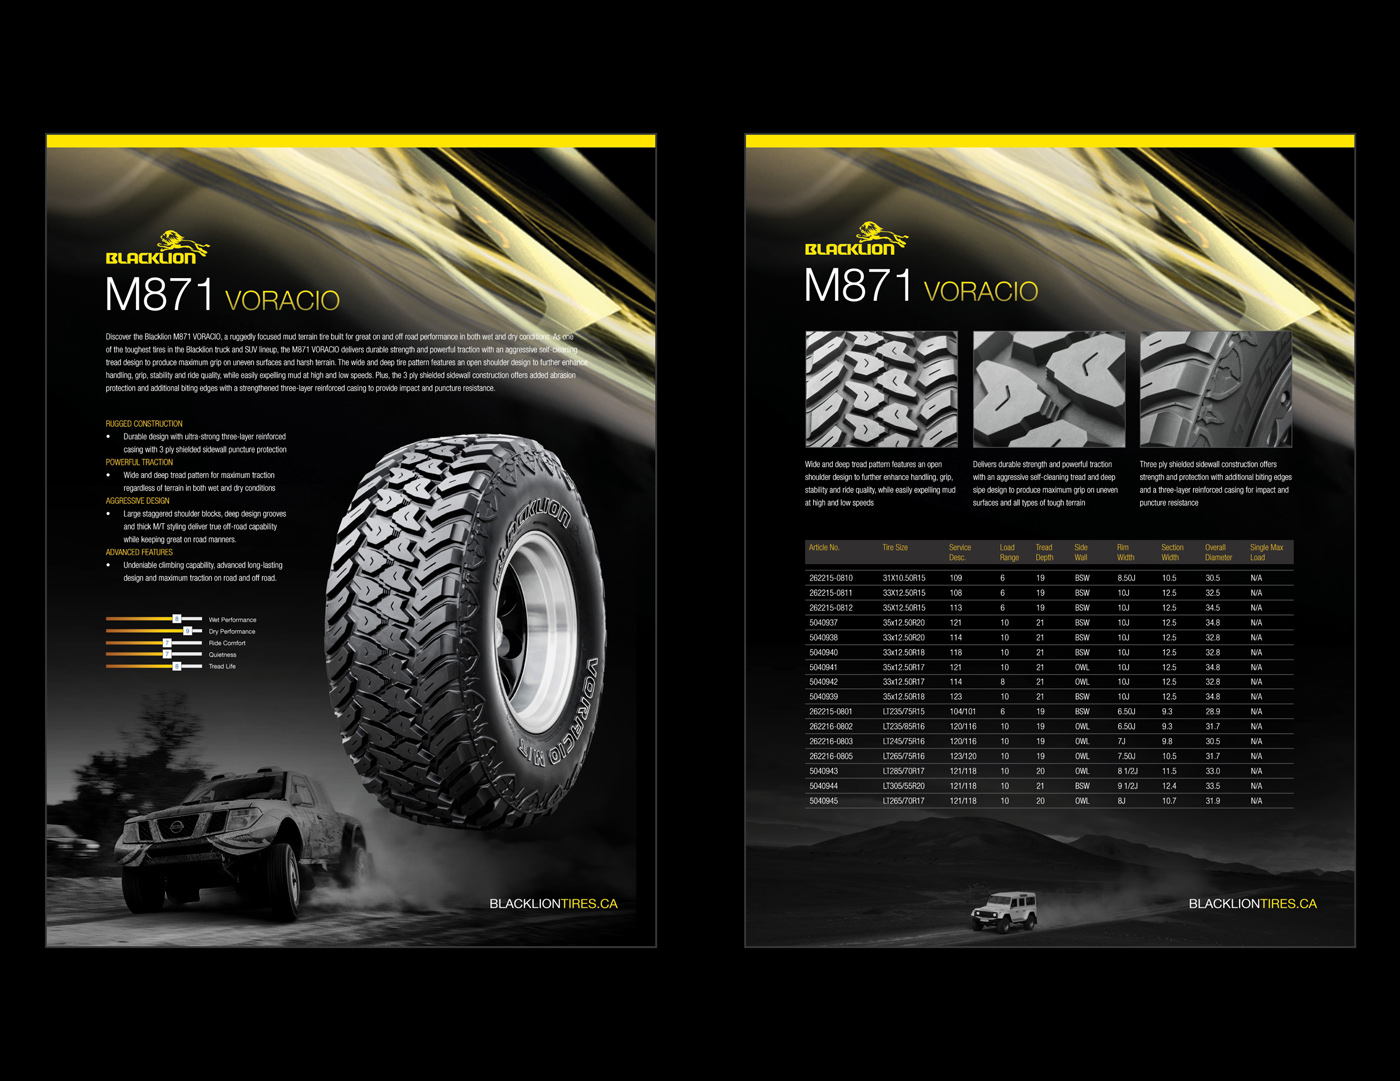 BLACKLION
M871 VORACIO
Discover the Blacklion M871 VORACIO, a ruggedly focused mud terrain tire built for great on and off road performance in both wet and dry conditions. As one
of the toughest tires in the Blacklion truck and SUV lineup, the M871 VORACIO delivers durable strength and powerful traction with an aggressive self-cleaning
tread design to produce maximum grip on uneven surfaces and harsh terrain. The wide and deep tire pattern features an open shoulder design to further enhance
handling, grip, stability and ride quality, while easily expelling mud at high and low speeds. Plus, the 3 ply shielded sidewall construction offers added abrasion
protection and additional biting edges with a strengthened three-layer reinforced casing to provide impact and puncture resistance.
RUGGED CONSTRUCTION
• Durable design with ultra-strong three-layer reinforced
casing with 3 ply shielded sidewall puncture protection
POWERFUL TRACTION
• Wide and deep tread pattern for maximum traction
regardless of terrain in both wet and dry conditions
AGGRESSIVE DESIGN
• Large staggered shoulder blocks, deep design grooves
and thick M/T styling deliver true off-road capability
while keeping great on road manners.
ADVANCED FEATURES
• Undeniable climbing capability, advanced long-lasting
design and maximum traction on road and off road.
8 Wet Performance
9 Dry Performance
7 Ride Comfort
7 Quietness
Tread Life
BLACKLION
VORACIO M/T
BLACKLIONTIRES.CA
BLACKLION
M871 VORACIO
Wide and deep tread pattern features an open
shoulder design to further enhance handling, grip,
stability and ride quality, while easily expelling mud
at high and low speeds
Delivers durable strength and powerful traction
with an aggressive self-cleaning tread and deep
sipe design to produce maximum grip on uneven
surfaces and all types of tough terrain
Three ply shielded sidewall construction offers
strength and protection with additional biting edges
and a three-layer reinforced casing for impact and
puncture resistance
Article No. Tire Size Service Desc. Load Range Tread Depth Side Wall Rim Width Section Width Overall Diameter Single Max Load
262215-0810 31X10.50R15 109 6 19 BSW 8.50J 10.5 30.5 N/A
262215-0811 33X12.50R15 108 6 19 BSW 10J 12.5 32.5 N/A
262215-0812 35X12.50R15 113 6 19 BSW 10J 12.5 34.5 N/A
5040937 35x12.50R20 121 10 21 BSW 10J 12.5 34.8 N/A
5040938 33x12.50R20 114 10 21 BSW 10J 12.5 32.8 N/A
5040940 33x12.50R18 118 10 21 BSW 10J 12.5 32.8 N/A
5040941 35x12.50R17 121 10 21 OWL 10J 12.5 34.8 N/A
5040942 33x12.50R17 114 8 21 OWL 10J 12.5 32.8 N/A
5040939 35x12.50R18 123 10 21 BSW 10J 12.5 34.8 N/A
262215-0801 LT235/75R15 104/101 6 19 BSW 6.50J 9.3 28.9 N/A
262216-0802 LT235/85R16 120/116 10 19 OWL 6.50J 9.3 31.7 N/A
262216-0803 LT245/75R16 120/116 10 19 OWL 7J 9.8 30.5 N/A
262216-0805 LT265/75R16 123/120 10 19 OWL 7.50J 10.5 31.7 N/A
5040943 LT285/70R17 121/118 10 20 OWL 8 1/2J 11.5 33.0 N/A
5040944 LT305/55R20 121/118 10 21 BSW 9 1/2J 12.4 33.5 N/A
5040945 LT265/70R17 121/118 10 20 OWL 8J 10.7 31.9 N/A
BLACKLIONTIRES.CA